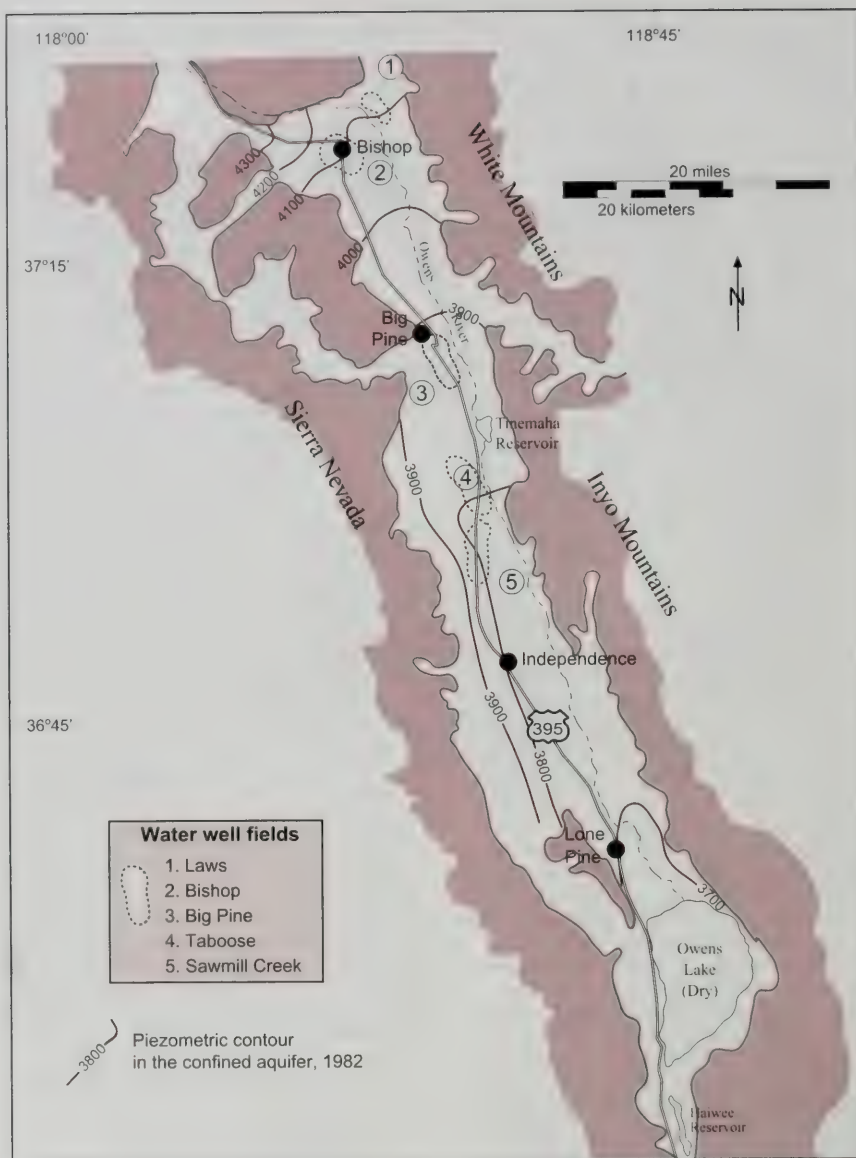 118°00'
118°45'
1
Bishop
2
4300
4200
4100
4000
White Mountains
20 miles
20 kilometers
N
37°15'
Owens
River
Big
Pine
3900
3
Tinemaha
Reservoir
Sierra Nevada
3900
4
5
Inyo Mountains
Independence
36°45'
3900
395
3800
Lone
Pine
3700
Owens
Lake
(Dry)
Haiwee
Reservoir
Water well fields
1. Laws
2. Bishop
3. Big Pine
4. Taboose
5. Sawmill Creek
3800
Piezometric contour
in the confined aquifer, 1982